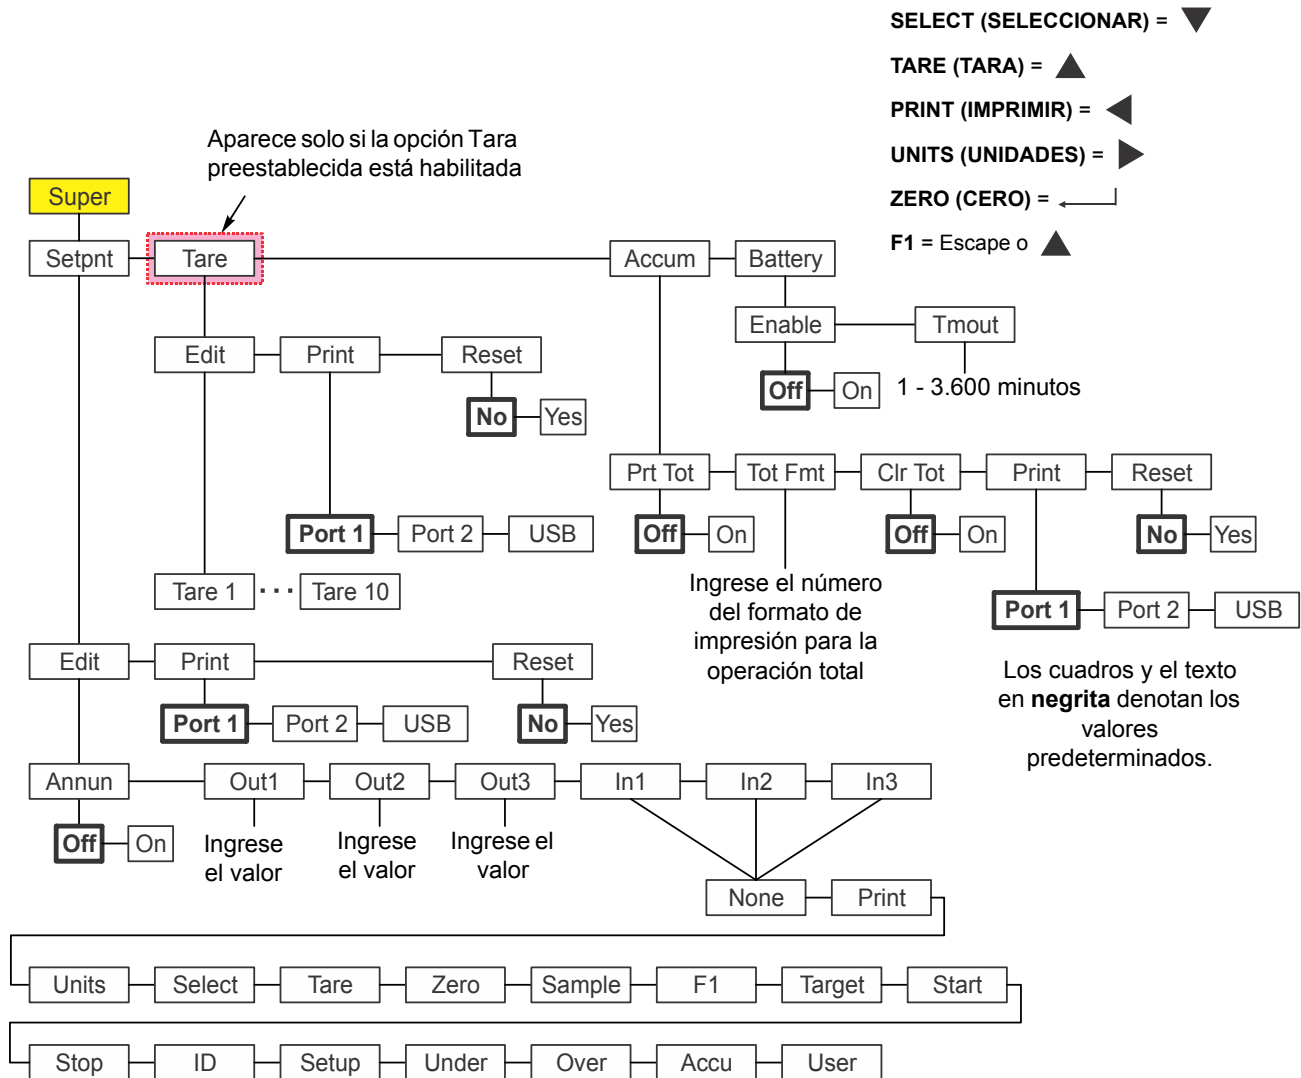 SELECT (SELECCIONAR) =
TARE (TARA) =
PRINT (IMPRIMIR) =
UNITS (UNIDADES) =
ZERO (CERO) =
F1 = Escape o
Aparece solo si la opción Tara
preestablecida está habilitada
Super
Setpnt Tare Accum Battery
Enable Tmout
Edit Print Reset
Off On 1 - 3.600 minutos
No Yes
Prt Tot Tot Fmt Clr Tot Print Reset
Port 1 Port 2 USB
Off On Off On No Yes
Tare 1 ··· Tare 10
Ingrese el número
del formato de
impresión para la
operación total
Port 1 Port 2 USB
Edit Print Reset
Los cuadros y el texto
en negrita denotan los
valores
predeterminados.
Port 1 Port 2 USB No Yes
Annun Out1 Out2 Out3 In1 In2 In3
Off On
Ingrese
el valor
Ingrese
el valor
Ingrese el
valor
None Print
Units Select Tare Zero Sample F1 Target Start
Stop ID Setup Under Over Accu User